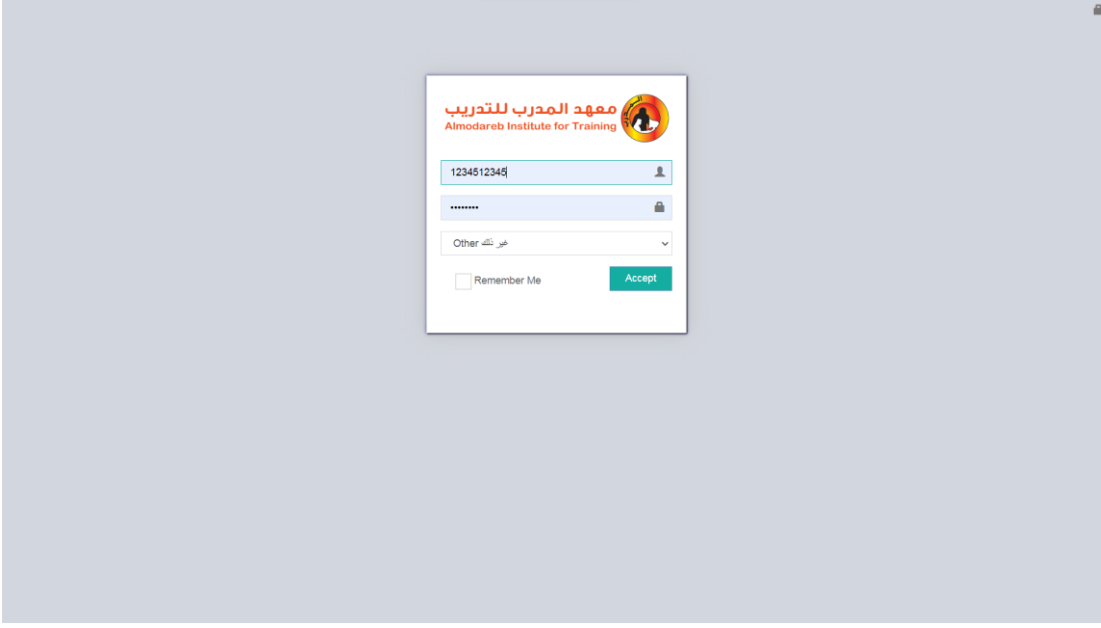 معهد المدرب للتدريب
Almodareb Institute for Training
1234512345
••••••••
Other غير ذلك
Remember Me
Accept